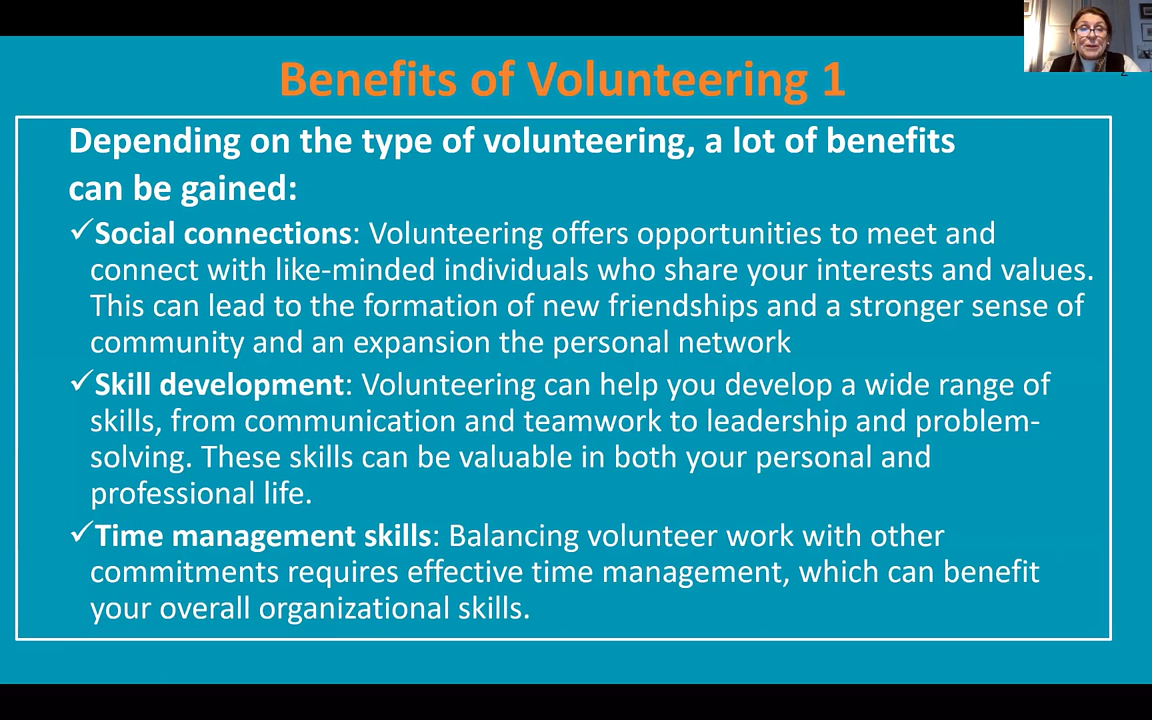 Benefits of Volunteering 1
Depending on the type of volunteering, a lot of benefits
can be gained:
✓Social connections: Volunteering offers opportunities to meet and
connect with like-minded individuals who share your interests and values.
This can lead to the formation of new friendships and a stronger sense of
community and an expansion the personal network
✓Skill development: Volunteering can help you develop a wide range of
skills, from communication and teamwork to leadership and problem-
solving. These skills can be valuable in both your personal and
professional life.
✓Time management skills: Balancing volunteer work with other
commitments requires effective time management, which can benefit
your overall organizational skills.